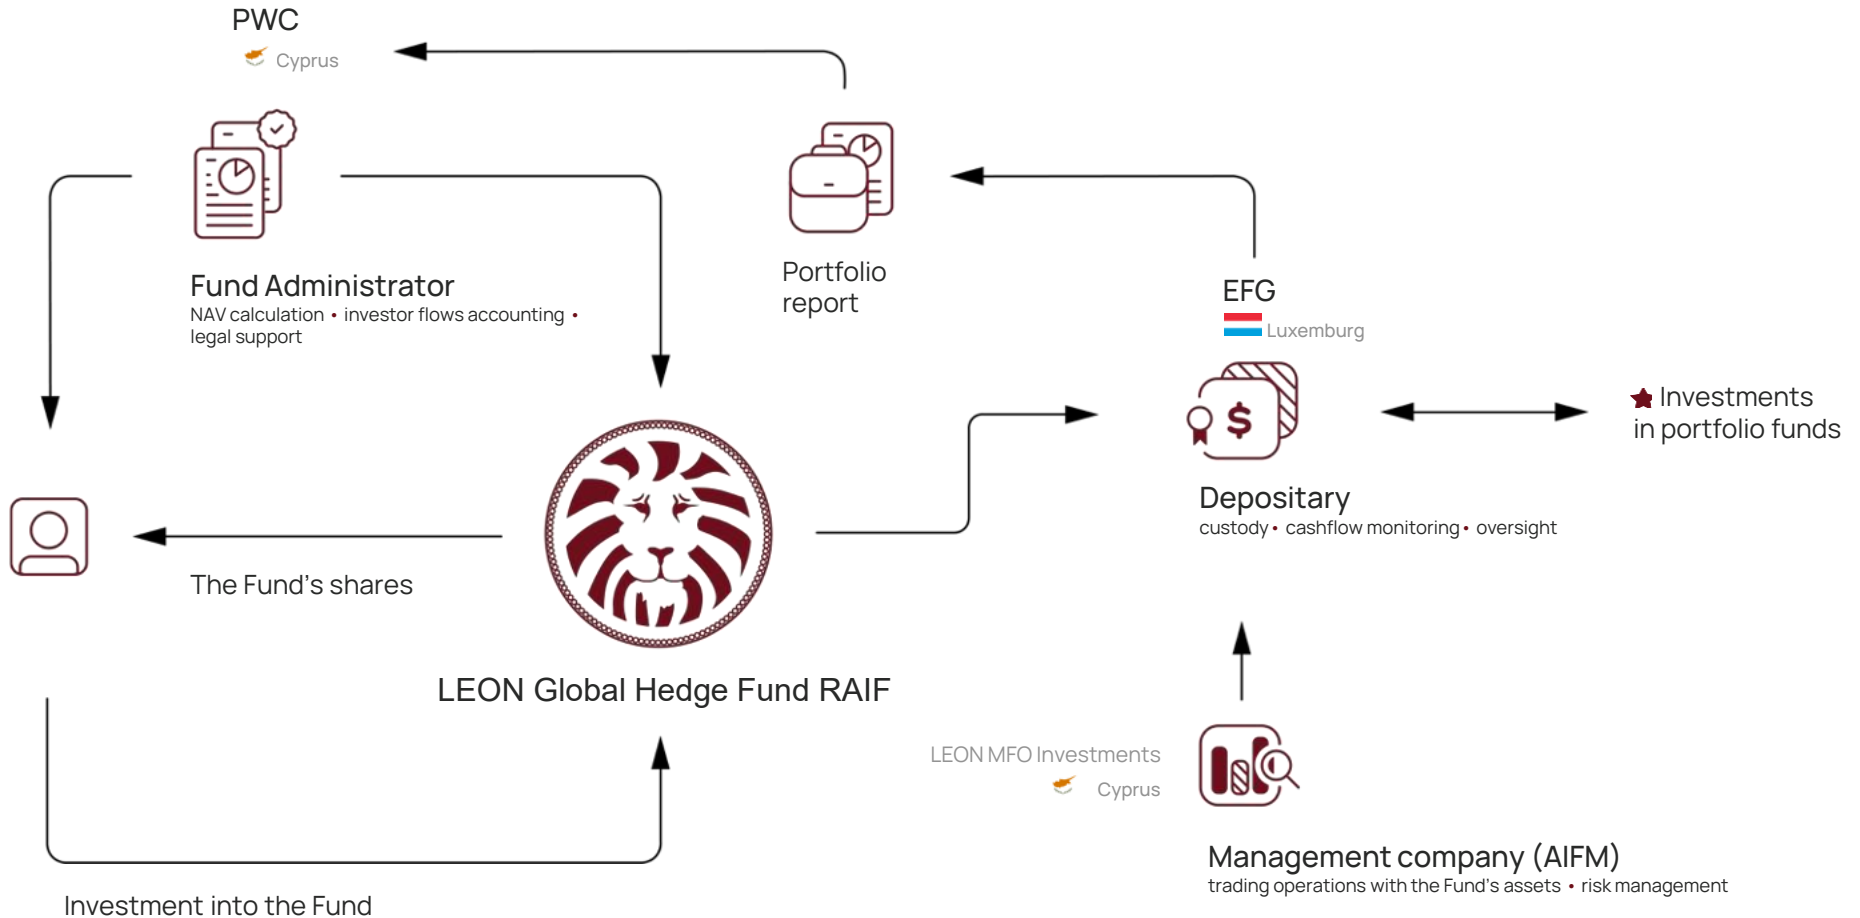 PWC
Cyprus
Fund Administrator
NAV calculation • investor flows accounting •
legal support
Portfolio
report
EFG
Luxemburg
Investments
in portfolio funds
Depositary
custody • cashflow monitoring • oversight
The Fund's shares
LEON Global Hedge Fund RAIF
LEON MFO Investments
Cyprus
Management company (AIFM)
trading operations with the Fund's assets • risk management
Investment into the Fund